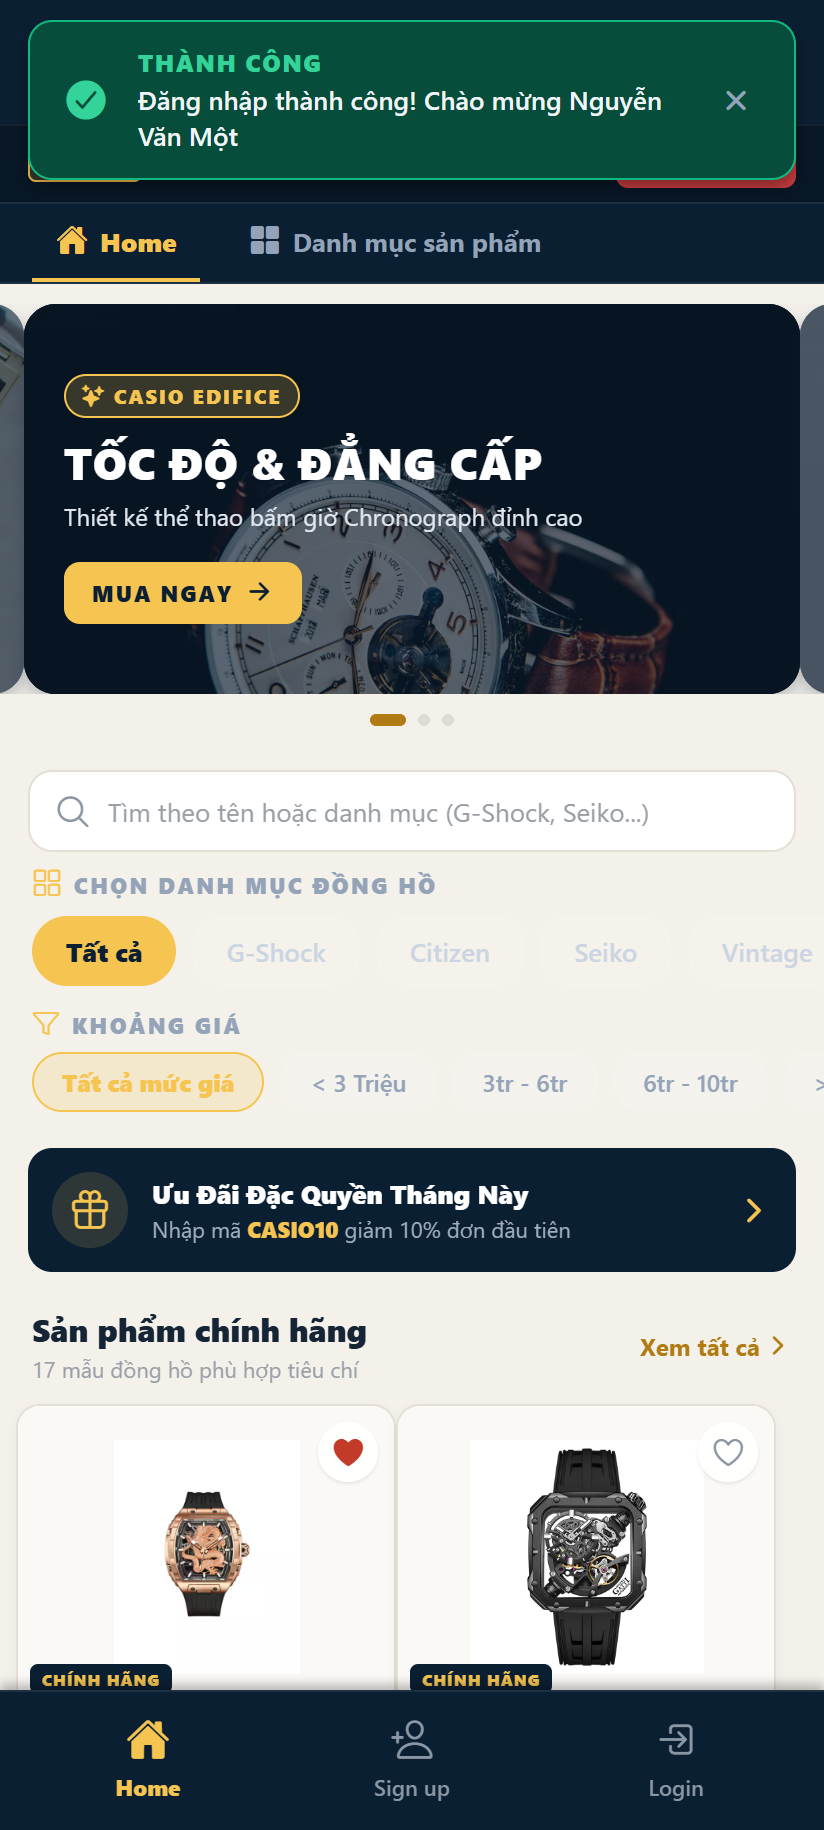 THÀNH CÔNG
Đăng nhập thành công! Chào mừng Nguyễn
Văn Một
Home
Danh mục sản phẩm
CASIO EDIFICE
TỐC ĐỘ & ĐẲNG CẤP
Thiết kế thể thao bấm giờ Chronograph đỉnh cao
MUA NGAY
Tìm theo tên hoặc danh mục (G-Shock, Seiko...)
CHỌN DANH MỤC ĐỒNG HỒ
Tất cả
G-Shock
Citizen
Seiko
Vintage
KHOẢNG GIÁ
Tất cả mức giá
< 3 Triệu
3tr - 6tr
6tr - 10tr
>
Ưu Đãi Đặc Quyền Tháng Này
Nhập mã CASIO10 giảm 10% đơn đầu tiên
Sản phẩm chính hãng
Xem tất cả
17 mẫu đồng hồ phù hợp tiêu chí
CHÍNH HÃNG
CHÍNH HÃNG
Home
Sign up
Login